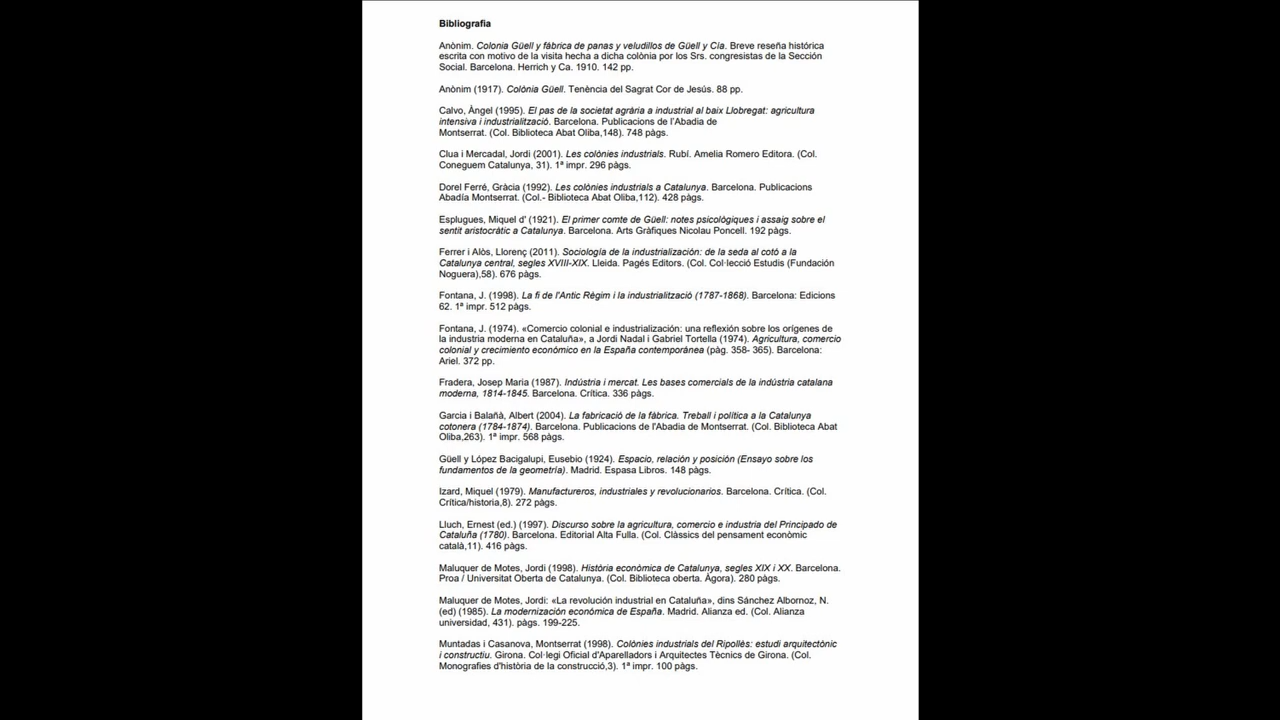 Bibliografia
Anònim. Colonia Güell y fábrica de panas y veludillos de Güell y Cía. Breve reseña histórica
escrita con motivo de la visita hecha a dicha colònia por los Srs. congresistas de la Sección
Social. Barcelona. Herrich y Ca. 1910. 142 pp.
Anònim (1917). Colònia Güell. Tenència del Sagrat Cor de Jesús. 88 pp.
Calvo, Àngel (1995). El pas de la societat agrària a industrial al baix Llobregat: agricultura
intensiva i industrialització. Barcelona. Publicacions de l'Abadia de
Montserrat. (Col. Biblioteca Abat Oliba,148). 748 pàgs.
Clua i Mercadal, Jordi (2001). Les colònies industrials. Rubí. Amelia Romero Editora. (Col.
Coneguem Catalunya, 31). 1ª impr. 296 pàgs.
Dorel Ferré, Gràcia (1992). Les colònies industrials a Catalunya. Barcelona. Publicacions
Abadía Montserrat. (Col.- Biblioteca Abat Oliba,112). 428 pàgs.
Esplugues, Miquel d' (1921). El primer comte de Güell: notes psicològiques i assaig sobre el
sentit aristocràtic a Catalunya. Barcelona. Arts Gràfiques Nicolau Poncell. 192 pàgs.
Ferrer i Alòs, Llorenç (2011). Sociología de la industrialización: de la seda al cotó a la
Catalunya central, segles XVIII-XIX. Lleida. Pagés Editors. (Col. Col·lecció Estudis (Fundación
Noguera),58). 676 pàgs.
Fontana, J. (1998). La fi de l'Antic Règim i la industrialització (1787-1868). Barcelona: Edicions
62. 1ª impr. 512 pàgs.
Fontana, J. (1974). «Comercio colonial e industrialización: una reflexión sobre los orígenes de
la industria moderna en Cataluña», a Jordi Nadal i Gabriel Tortella (1974). Agricultura, comercio
colonial y crecimiento económico en la España contemporánea (pàg. 358- 365). Barcelona:
Ariel. 372 pp.
Fradera, Josep Maria (1987). Indústria i mercat. Les bases comercials de la indústria catalana
moderna, 1814-1845. Barcelona. Crítica. 336 pàgs.
Garcia i Balañà, Albert (2004). La fabricació de la fàbrica. Treball i política a la Catalunya
cotonera (1784-1874). Barcelona. Publicacions de l'Abadia de Montserrat. (Col. Biblioteca Abat
Oliba,263). 1ª impr. 568 pàgs.
Güell y López Bacigalupi, Eusebio (1924). Espacio, relación y posición (Ensayo sobre los
fundamentos de la geometría). Madrid. Espasa Libros. 148 pàgs.
Izard, Miquel (1979). Manufactureros, industriales y revolucionarios. Barcelona. Crítica. (Col.
Crítica/historia,8). 272 pàgs.
Lluch, Ernest (ed.) (1997). Discurso sobre la agricultura, comercio e industria del Principado de
Cataluña (1780). Barcelona. Editorial Alta Fulla. (Col. Clàssics del pensament econòmic
català,11). 416 pàgs.
Maluquer de Motes, Jordi (1998). Història econòmica de Catalunya, segles XIX i XX. Barcelona.
Proa / Universitat Oberta de Catalunya. (Col. Biblioteca oberta. Àgora). 280 pàgs.
Maluquer de Motes, Jordi: «La revolución industrial en Cataluña», dins Sánchez Albornoz, N.
(ed) (1985). La modernización económica de España. Madrid. Alianza ed. (Col. Alianza
universidad, 431). pàgs. 199-225.
Muntadas i Casanova, Montserrat (1998). Colònies industrials del Ripollès: estudi arquitectònic
i constructiu. Girona. Col·legi Oficial d'Aparelladors i Arquitectes Tècnics de Girona. (Col.
Monografies d'història de la construcció,3). 1ª impr. 100 pàgs.